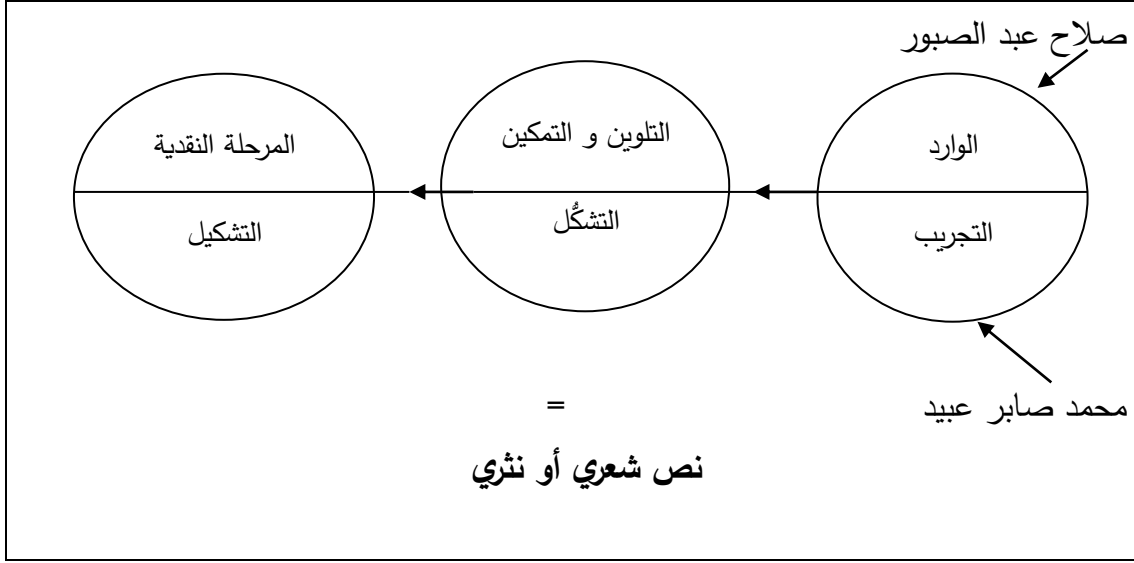 صلاح عبد الصبور
الوارد
التلوين و التمكين
المرحلة النقدية
التجريب
التشكُّل
التشكيل
محمد صابر عبيد
=
نص شعري أو نثري